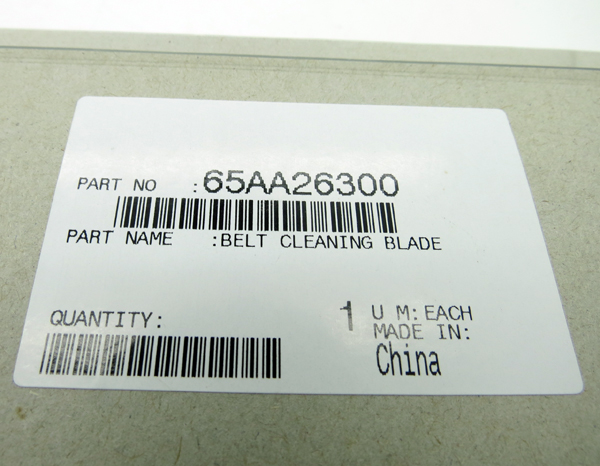 PART NO :65AA26300
PART NAME :BELT CLEANING BLADE
QUANTITY: 1 U M: EACH
MADE IN:
China